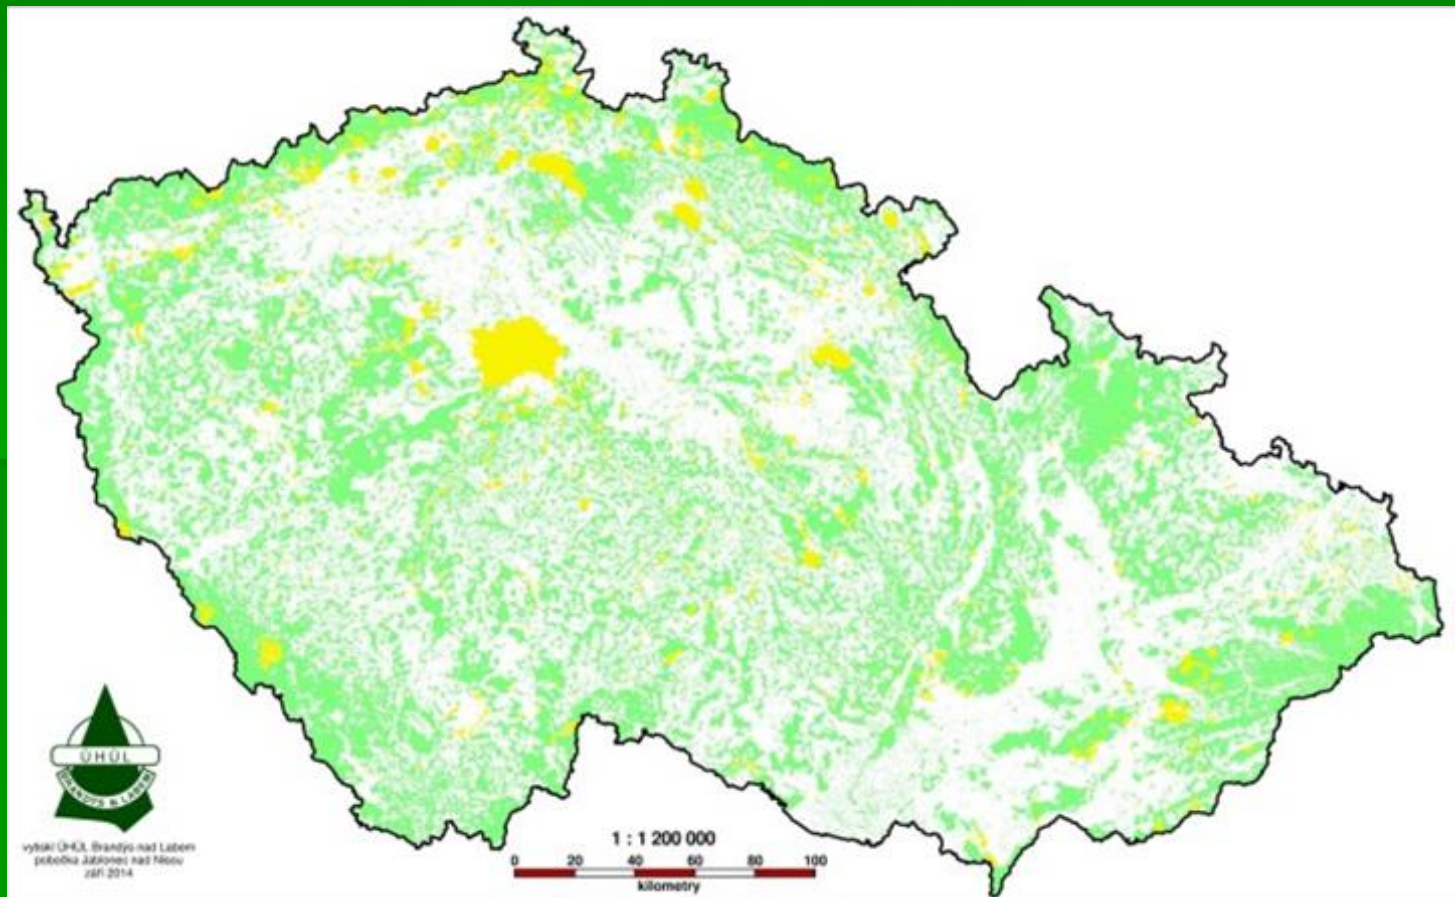 ÚHÚL
BRANDÝS N LABEM
vytiskl ÚHÚL Brandýs nad Labem
pobočka Jablonec nad Nisou
září 2014
1 : 1 200 000
0 20 40 60 80 100
kilometry